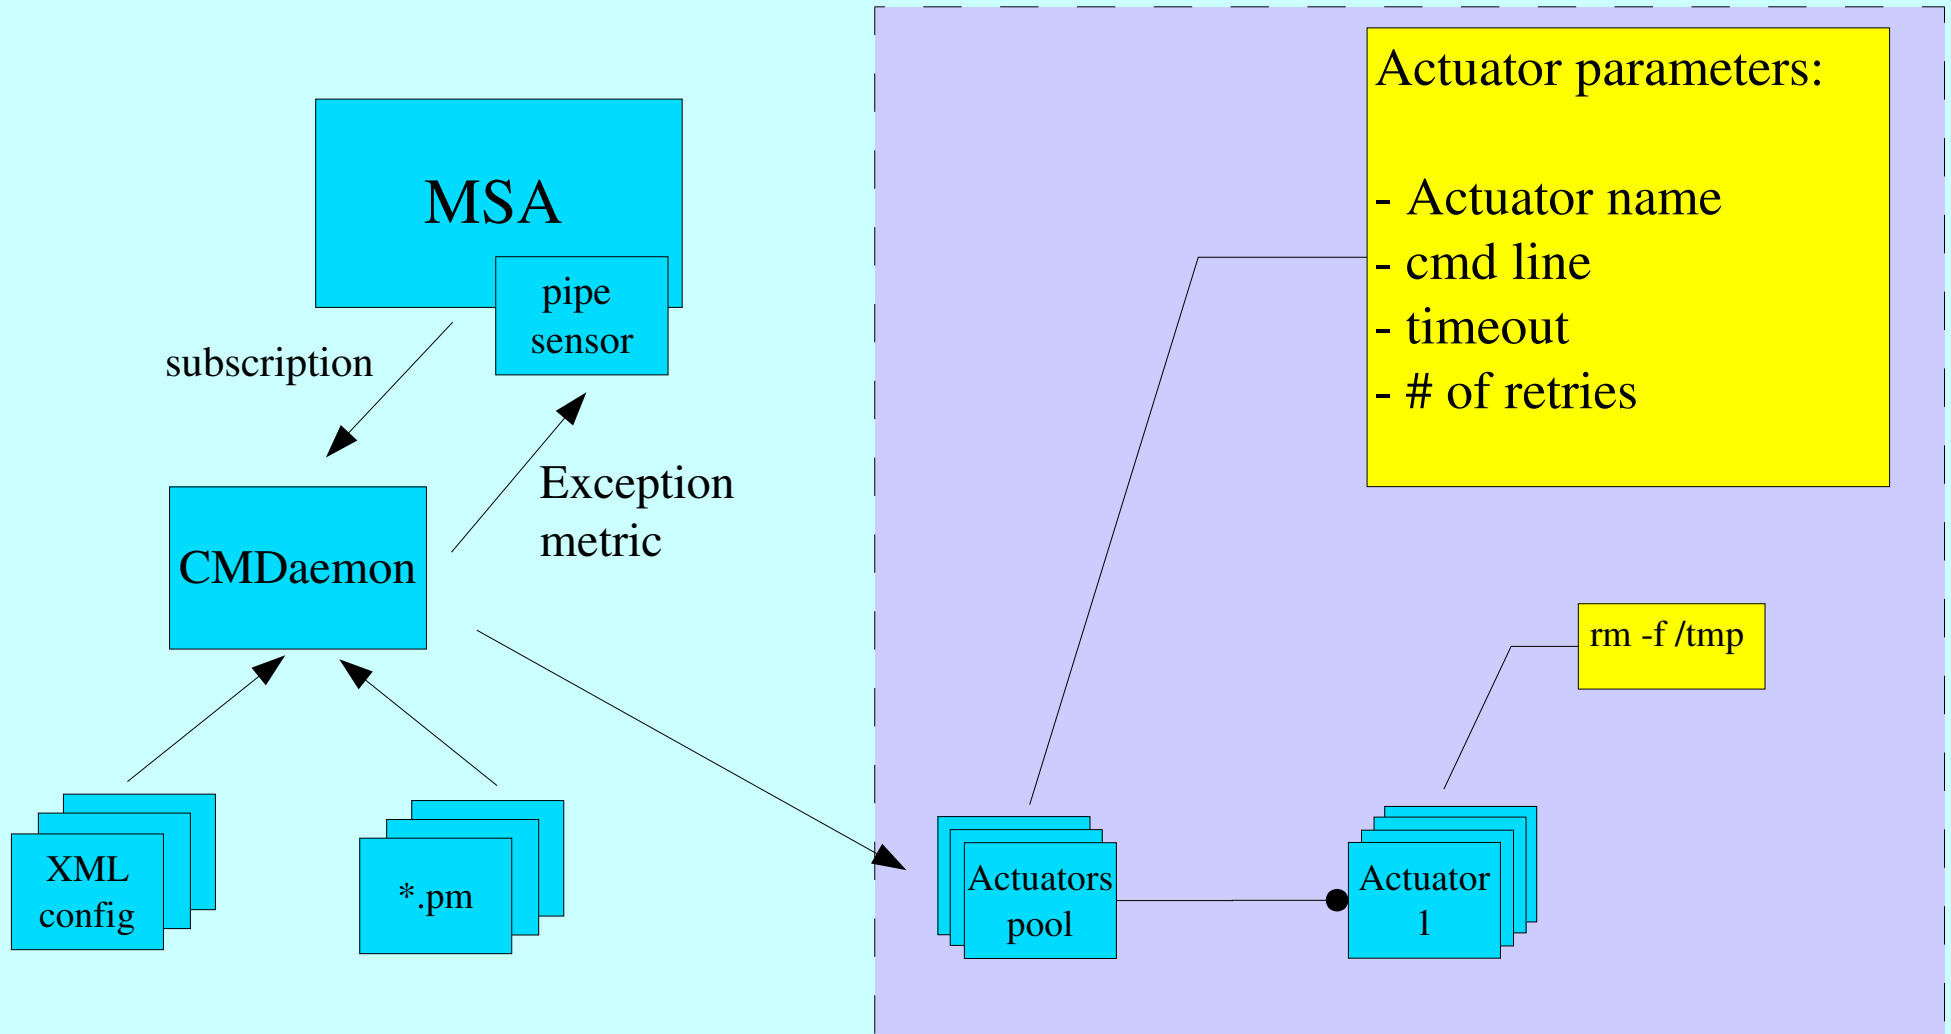 MSA
pipe
sensor
subscription
Exception
metric
CMDaemon
XML
config
*.pm
Actuator parameters:
- Actuator name
- cmd line
- timeout
- # of retries
rm -f /tmp
Actuators
pool
Actuator
1